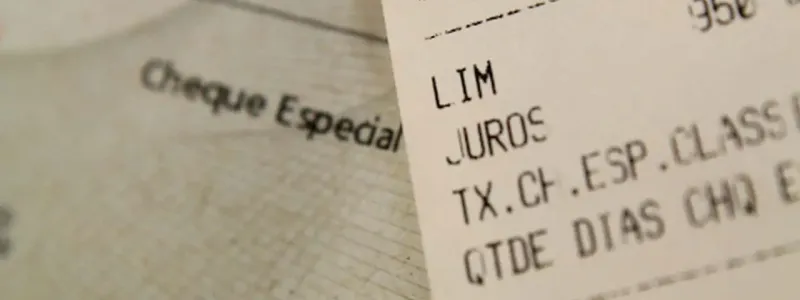 Cheque Especial
950
LIM
JUROS
TX.CH.ESP.CLASS
QTDE DIAS CHQ E